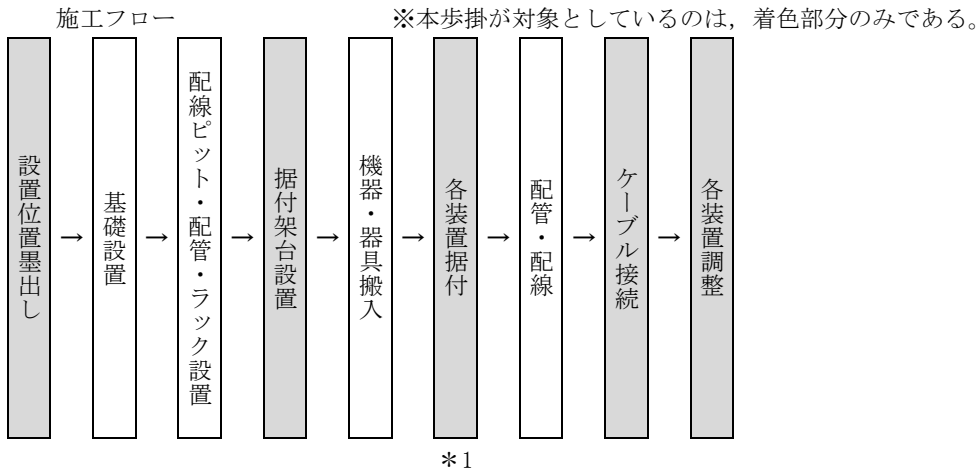 施工フロー
※本歩掛が対象としているのは，着色部分のみである。
設置位置墨出し
→
基礎設置
→
配線ピット・配管・ラック設置
→
据付架台設置
→
機器・器具搬入
→
各装置据付
→
配管・配線
→
ケーブル接続
→
各装置調整
＊1